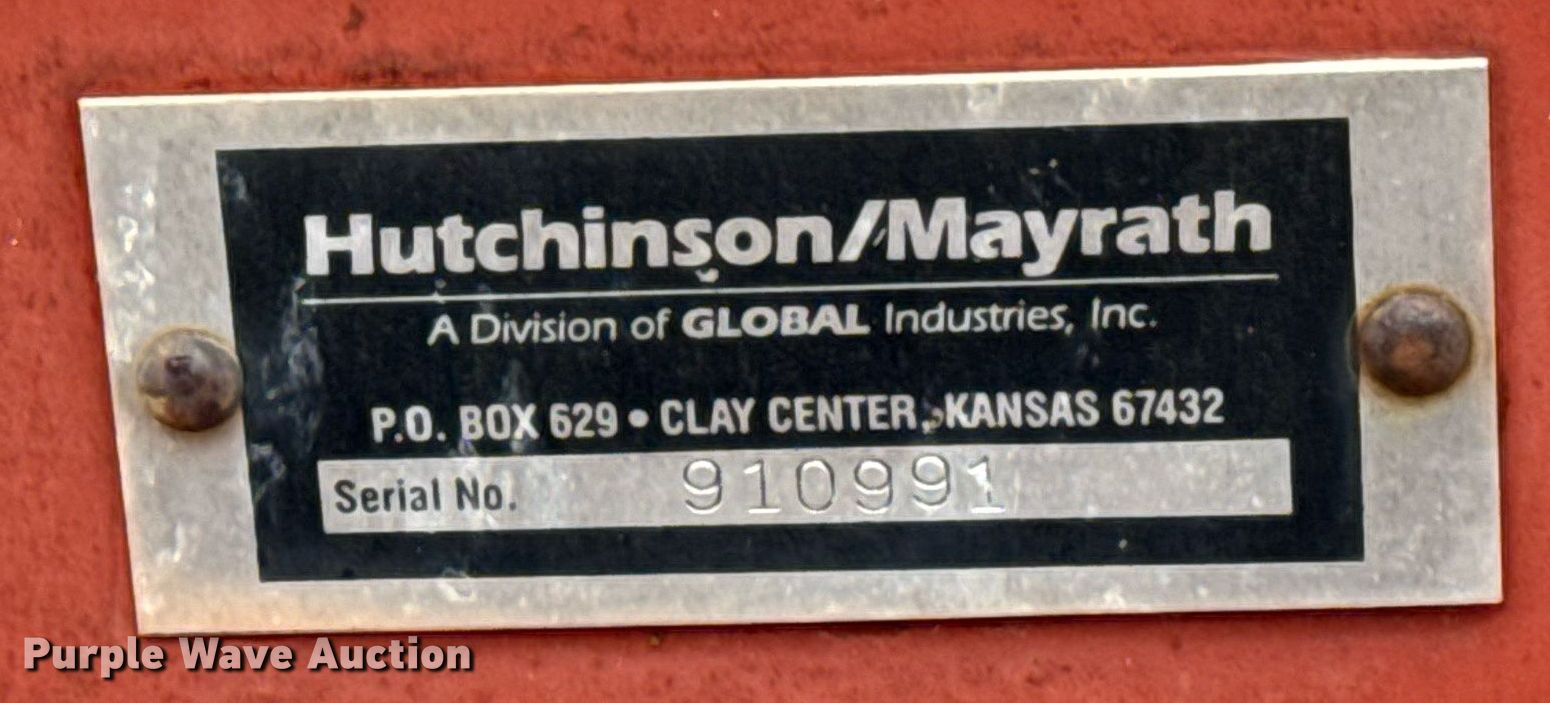 Hutchinson/Mayrath
A Division of GLOBAL Industries, Inc.
P.O. BOX 629 • CLAY CENTER, KANSAS 67432
Serial No. 910991
Purple Wave Auction